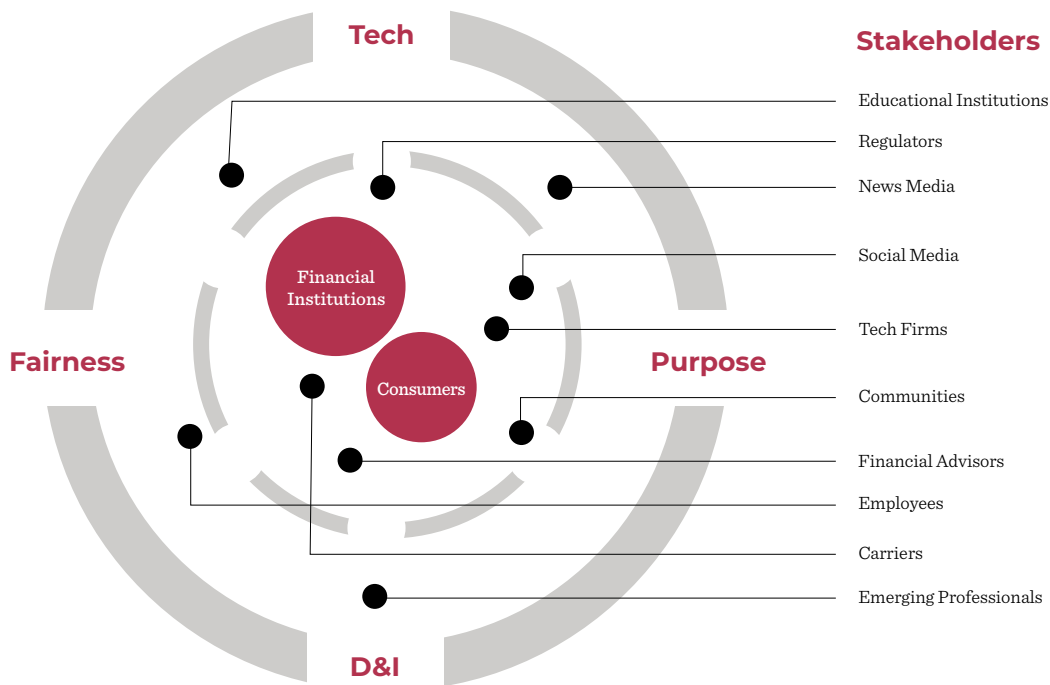 Tech
Stakeholders
Educational Institutions
Regulators
News Media
Social Media
Financial
Institutions
Tech Firms
Fairness
Purpose
Consumers
Communities
Financial Advisors
Employees
Carriers
Emerging Professionals
D&I